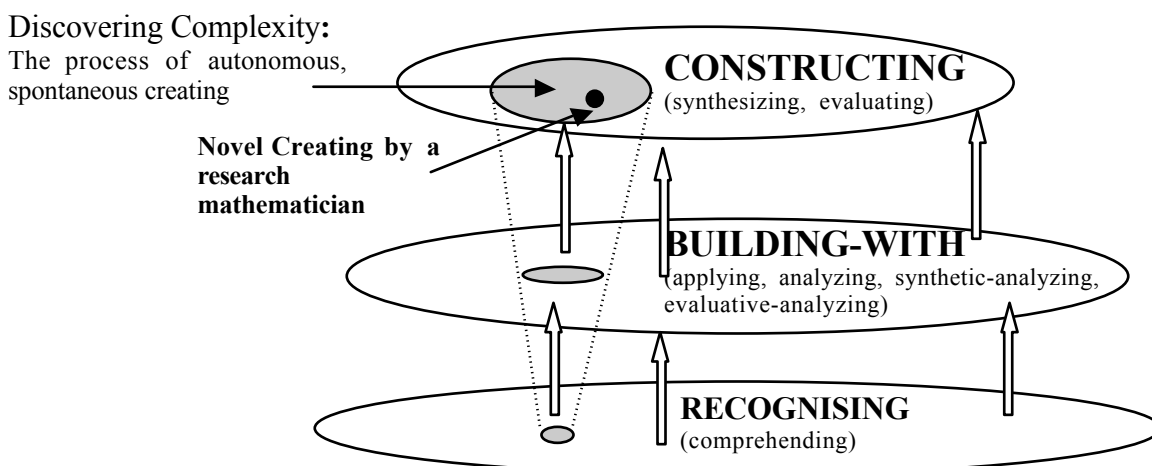 Discovering Complexity:
The process of autonomous,
spontaneous creating
CONSTRUCTING
(synthesizing, evaluating)
Novel Creating by a
research
mathematician
BUILDING-WITH
(applying, analyzing, synthetic-analyzing,
evaluative-analyzing)
RECOGNISING
(comprehending)